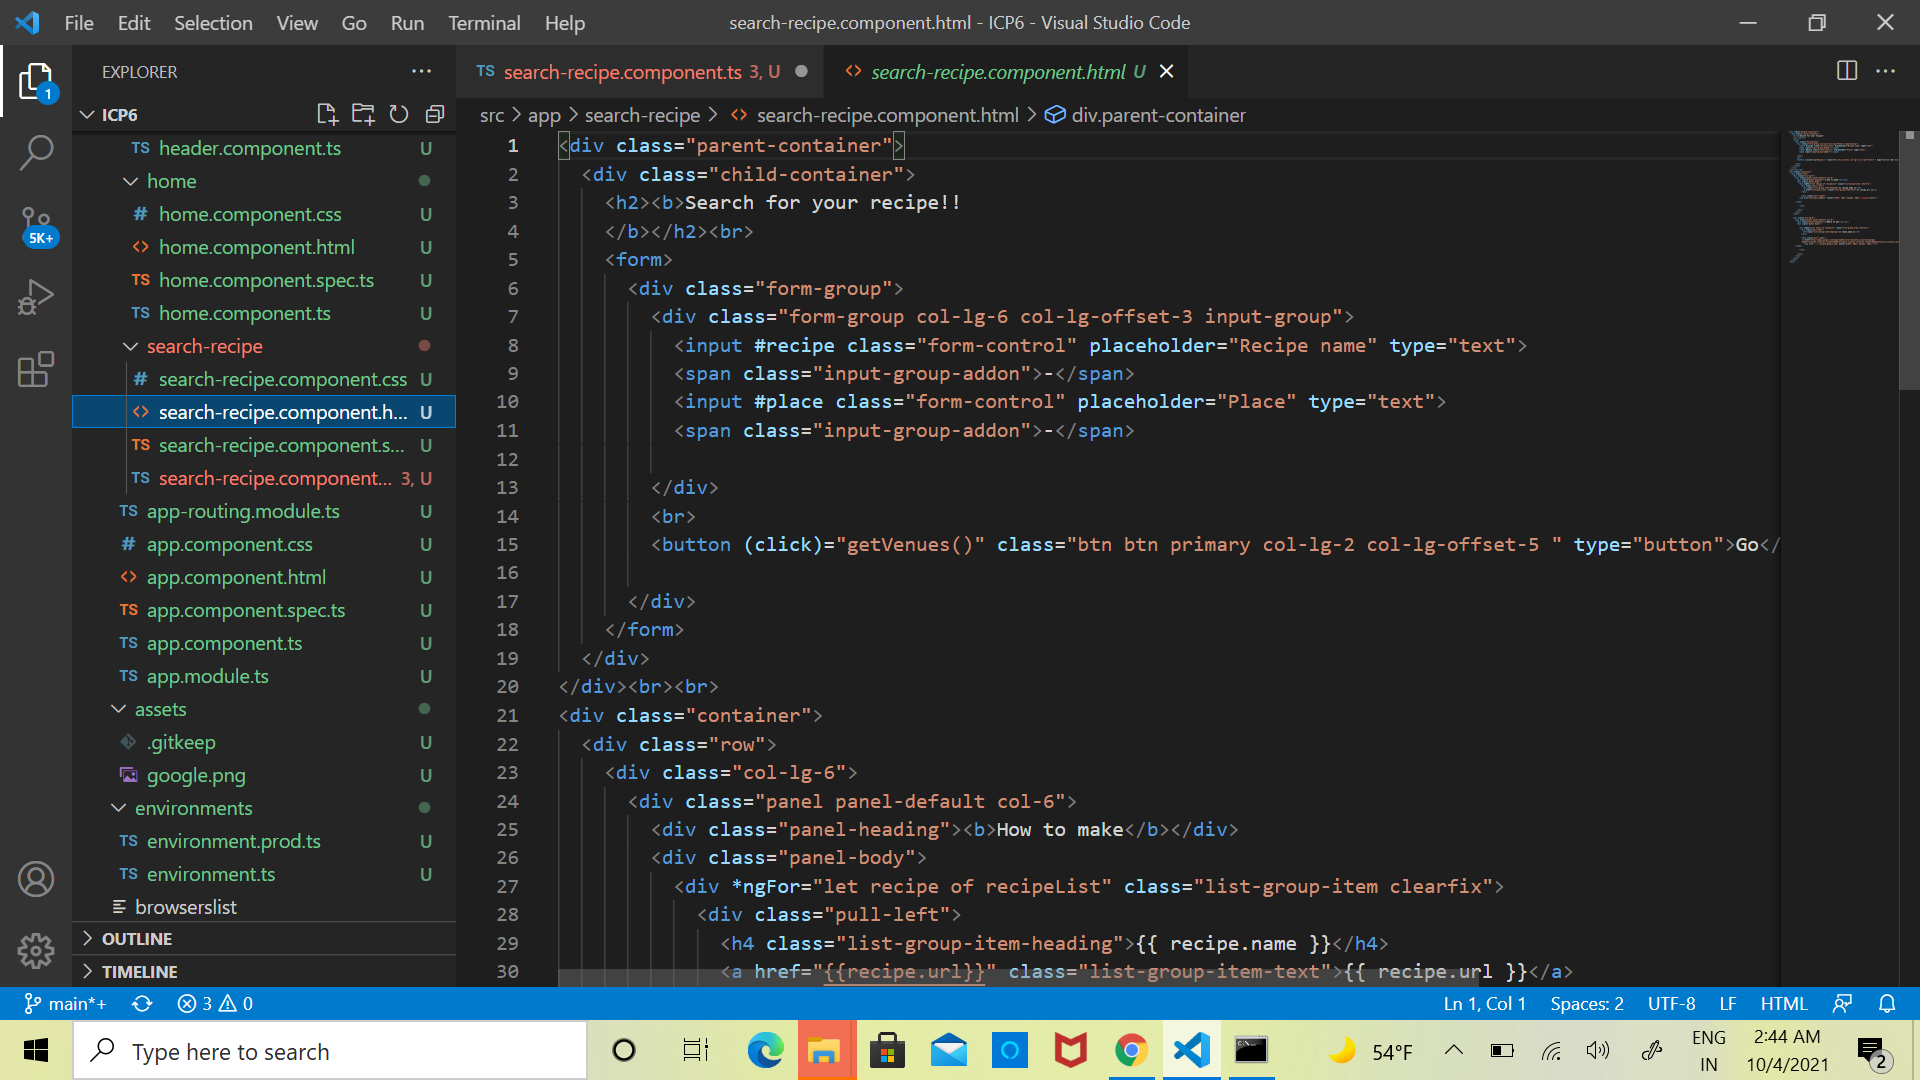 File Edit Selection View Go Run Terminal Help
search-recipe.component.html - ICP6 - Visual Studio Code
EXPLORER
ICP6
TS header.component.ts U
home
# home.component.css U
<> home.component.html U
TS home.component.spec.ts U
TS home.component.ts U
search-recipe
# search-recipe.component.css U
<> search-recipe.component.h... U
TS search-recipe.component.s... U
TS search-recipe.component... 3, U
TS app-routing.module.ts U
# app.component.css U
<> app.component.html U
TS app.component.spec.ts U
TS app.component.ts U
TS app.module.ts U
assets
.gitkeep U
google.png U
environments
TS environment.prod.ts U
TS environment.ts U
browserslist
OUTLINE
TIMELINE
1
5K+
TS search-recipe.component.ts 3, U
<> search-recipe.component.html U
src > app > search-recipe > <> search-recipe.component.html > div.parent-container
1 <div class="parent-container">
2 <div class="child-container">
3 <h2><b>Search for your recipe!!
4 </b></h2><br>
5 <form>
6 <div class="form-group">
7 <div class="form-group col-lg-6 col-lg-offset-3 input-group">
8 <input #recipe class="form-control" placeholder="Recipe name" type="text">
9 <span class="input-group-addon">-</span>
10 <input #place class="form-control" placeholder="Place" type="text">
11 <span class="input-group-addon">-</span>
12
13 </div>
14 <br>
15 <button (click)="getVenues()" class="btn btn primary col-lg-2 col-lg-offset-5 " type="button">Go</
16
17 </div>
18 </form>
19 </div>
20 </div><br><br>
21 <div class="container">
22 <div class="row">
23 <div class="col-lg-6">
24 <div class="panel panel-default col-6">
25 <div class="panel-heading"><b>How to make</b></div>
26 <div class="panel-body">
27 <div *ngFor="let recipe of recipeList" class="list-group-item clearfix">
28 <div class="pull-left">
29 <h4 class="list-group-item-heading">{{ recipe.name }}</h4>
30 <a href="{{recipe.url}}" class="list-group-item-text">{{ recipe.url }}</a>
main*+ 3 0
Ln 1, Col 1 Spaces: 2 UTF-8 LF HTML
Type here to search
54°F
ENG
IN
2:44 AM
10/4/2021
2